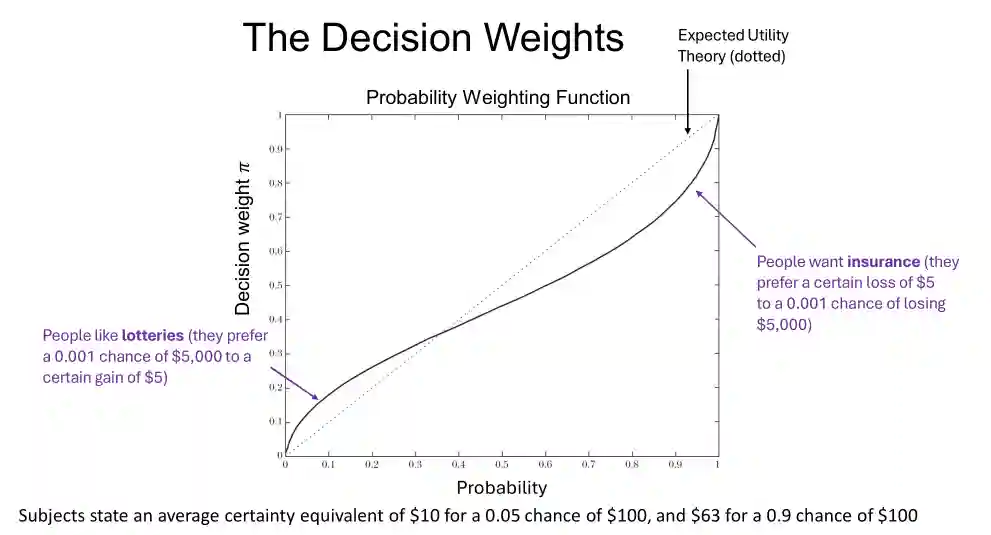 The Decision Weights
Expected Utility
Theory (dotted)
Probability Weighting Function
Decision weight π
1
0.9
0.8
0.7
0.6
0.5
0.4
0.3
0.2
0.1
0
0
0.1
0.2
0.3
0.4
0.5
0.6
0.7
0.8
0.9
1
Probability
People like lotteries (they prefer
a 0.001 chance of $5,000 to a
certain gain of $5)
People want insurance (they
prefer a certain loss of $5
to a 0.001 chance of losing
$5,000)
Subjects state an average certainty equivalent of $10 for a 0.05 chance of $100, and $63 for a 0.9 chance of $100